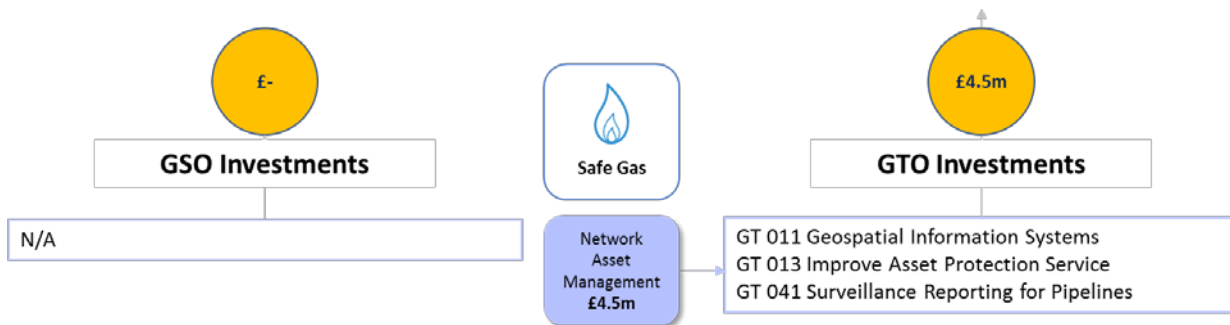 £-
GSO Investments
N/A
Safe Gas
Network
Asset
Management
£4.5m
£4.5m
GTO Investments
GT 011 Geospatial Information Systems
GT 013 Improve Asset Protection Service
GT 041 Surveillance Reporting for Pipelines